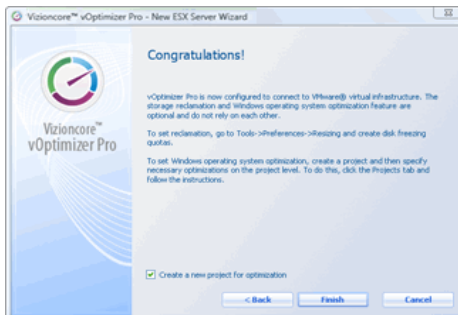 Vizioncore™ vOptimizer Pro - New ESX Server Wizard
Congratulations!
vOptimizer Pro is now configured to connect to VMware® virtual infrastructure. The
storage reclamation and Windows operating system optimization feature are
optional and do not rely on each other.
To set reclamation, go to Tools->Preferences->Resizing and create disk freezing
quotas.
To set Windows operating system optimization, create a project and then specify
necessary optimizations on the project level. To do this, click the Projects tab and
follow the instructions.
Vizioncore™
vOptimizer Pro
Create a new project for optimization
< Back
Finish
Cancel